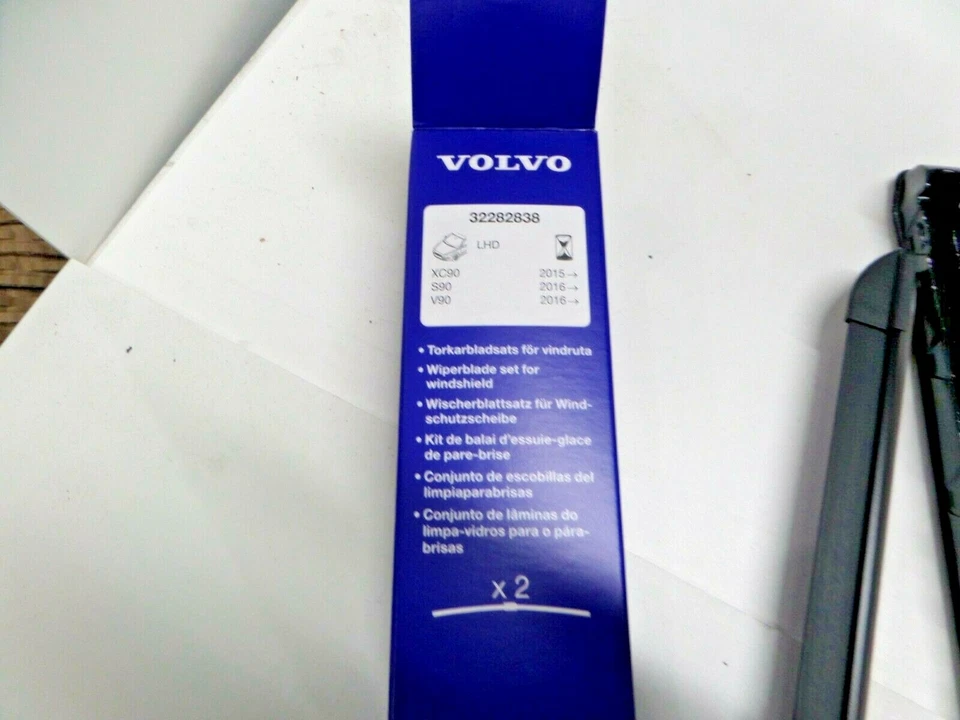 VOLVO
32282838
LHD
XC90 2015→
S90 2016→
V90 2016→
• Torkarbladsats för vindruta
• Wiperblade set for
windshield
• Wischerblattsatz für Wind-
schutzscheibe
• Kit de balai d'essuie-glace
de pare-brise
• Conjunto de escobillas del
limpiaparabrisas
• Conjunto de lâminas do
limpa-vidros para o pára-
brisas
x 2